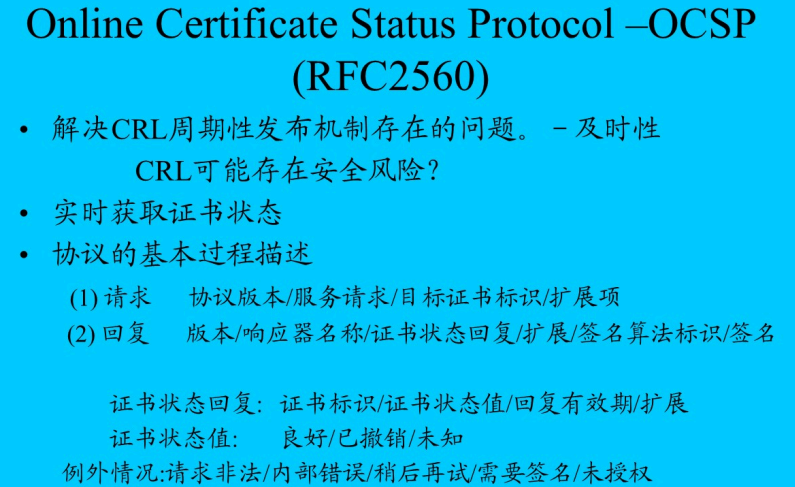 Online Certificate Status Protocol –OCSP
(RFC2560)
• 解决CRL周期性发布机制存在的问题。 –及时性
CRL可能存在安全风险？
• 实时获取证书状态
• 协议的基本过程描述
(1) 请求 协议版本/服务请求/目标证书标识/扩展项
(2) 回复 版本/响应器名称/证书状态回复/扩展/签名算法标识/签名
证书状态回复: 证书标识/证书状态值/回复有效期/扩展
证书状态值: 良好/已撤销/未知
例外情况:请求非法/内部错误/稍后再试/需要签名/未授权